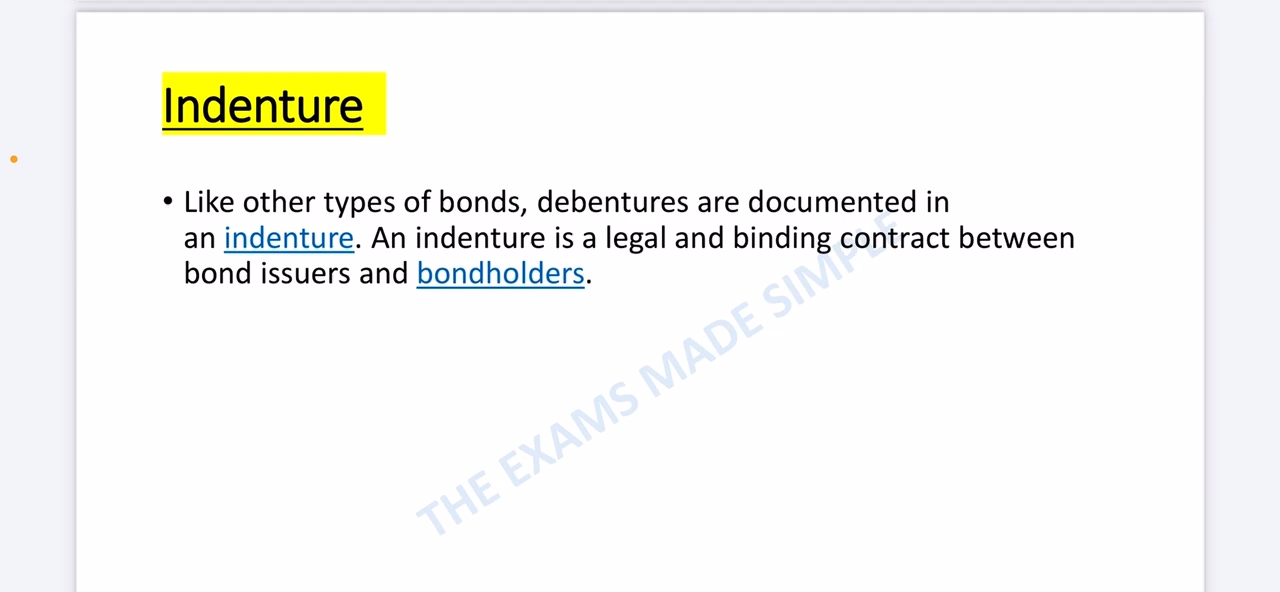 Indenture
• Like other types of bonds, debentures are documented in
an indenture. An indenture is a legal and binding contract between
bond issuers and bondholders.
THE EXAMS MADE SIMPLE